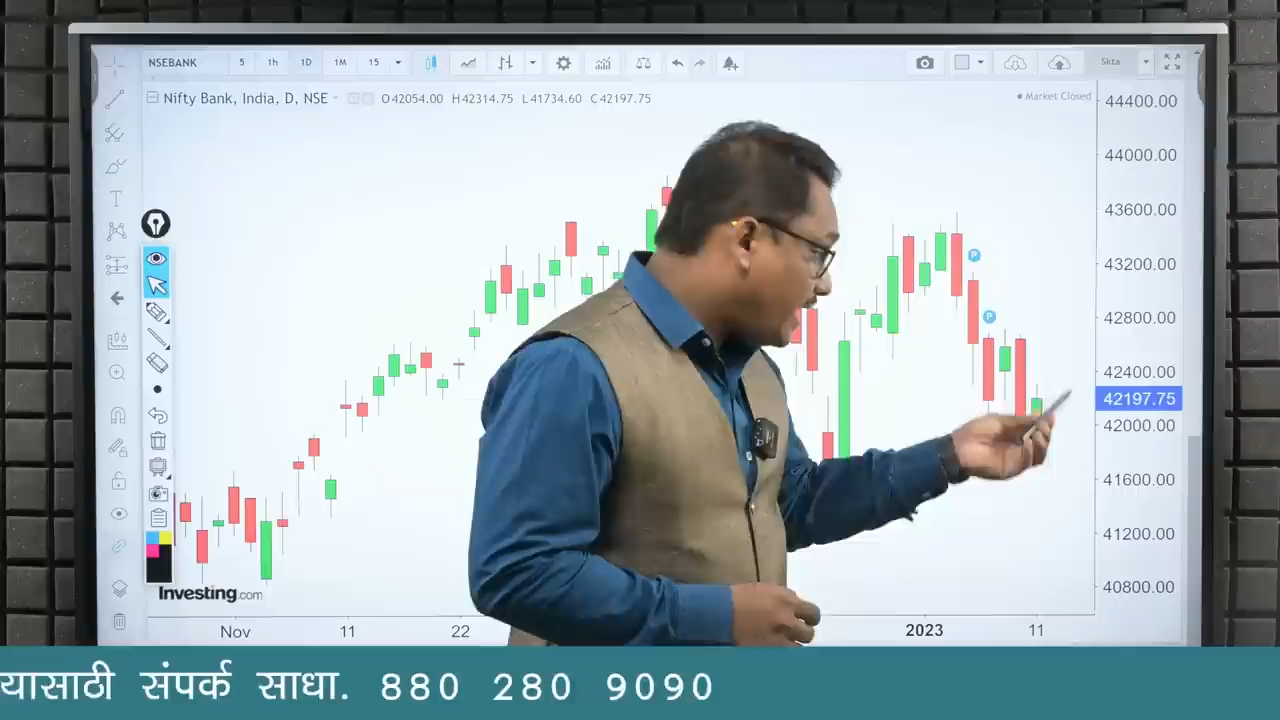 NSEBANK 5 1h 1D 1M 15 Skta
Nifty Bank, India, D, NSE O42054.00 H42314.75 L41734.60 C42197.75
Market Closed
44400.00
44000.00
43600.00
43200.00
42800.00
42400.00
42197.75
42000.00
41600.00
41200.00
40800.00
T
P
P
Investing.com
Nov 11 22 2023 11
यासाठी संपर्क साधा. 880 280 9090